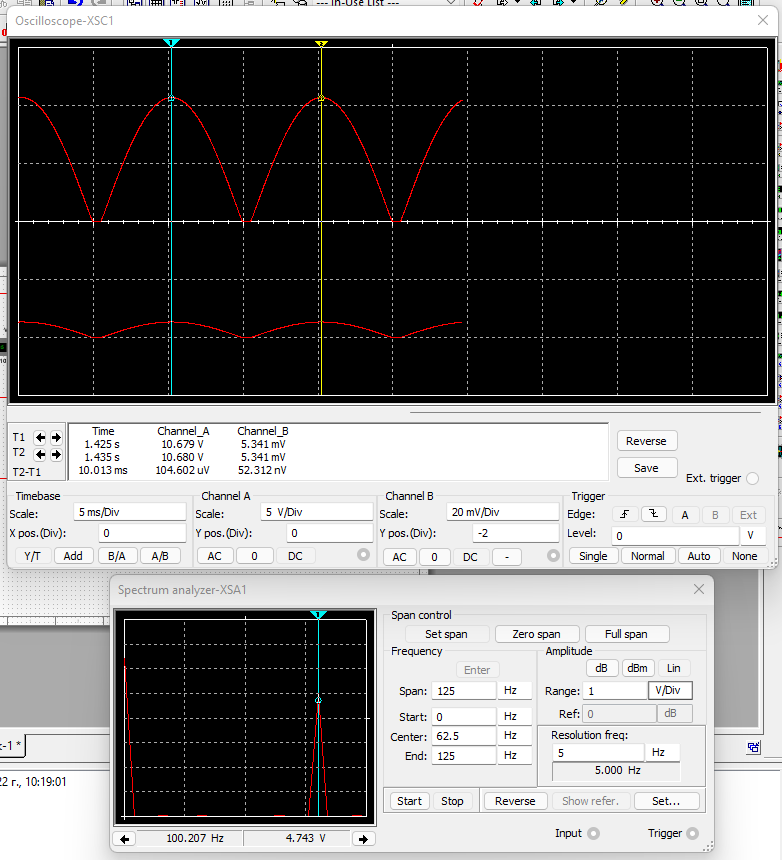 --- In-Use List ---
Oscilloscope-XSC1
T
2
Time Channel_A Channel_B
T1 1.425 s 10.679 V 5.341 mV
T2 1.435 s 10.680 V 5.341 mV
T2-T1 10.013 ms 104.602 uV 52.312 nV
Reverse
Save
Ext. trigger
Timebase Channel A Channel B Trigger
Scale: 5 ms/Div Scale: 5 V/Div Scale: 20 mV/Div Edge: A B Ext
X pos.(Div): 0 Y pos.(Div): 0 Y pos.(Div): -2 Level: 0 V
Y/T Add B/A A/B AC 0 DC AC 0 DC - Single Normal Auto None
Spectrum analyzer-XSA1
T
Span control
Set span Zero span Full span
Frequency Amplitude
Enter dB dBm Lin
Span: 125 Hz Range: 1 V/Div
Start: 0 Hz Ref: 0 dB
Center: 62.5 Hz Resolution freq:
End: 125 Hz 5 Hz
5.000 Hz
Start Stop Reverse Show refer. Set...
100.207 Hz 4.743 V Input Trigger
-1 *
22 г., 10:19:01